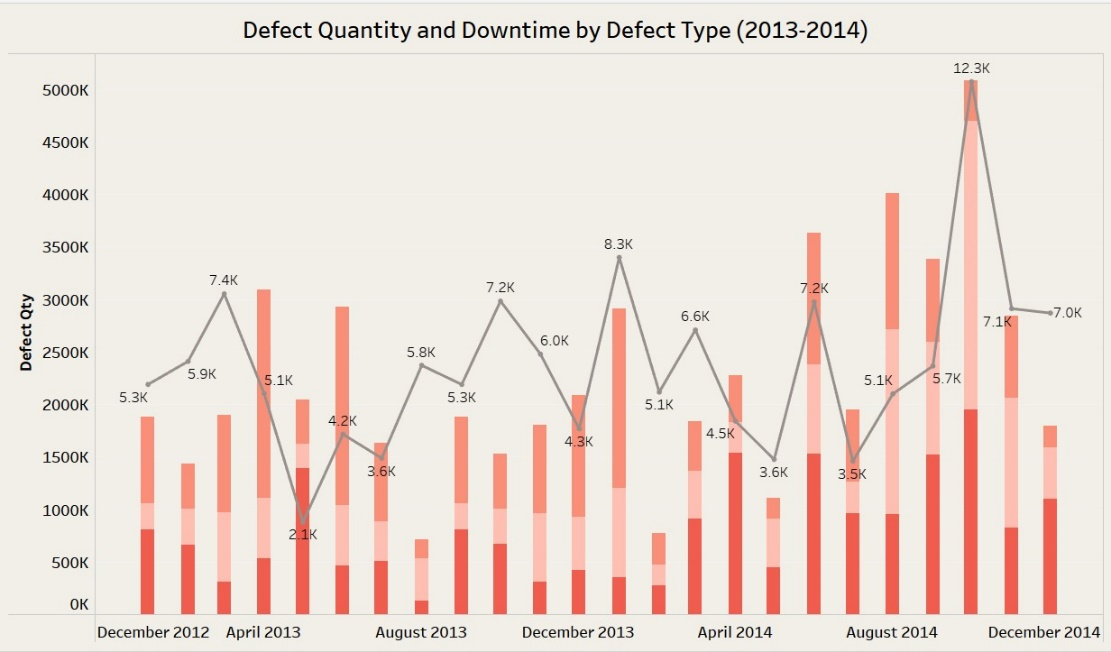 Defect Quantity and Downtime by Defect Type (2013-2014)
Defect Qty
5000K
4500K
4000K
3500K
3000K
2500K
2000K
1500K
1000K
500K
0K
5.3K
5.9K
7.4K
5.1K
2.1K
4.2K
3.6K
5.8K
5.3K
7.2K
6.0K
4.3K
8.3K
5.1K
6.6K
4.5K
3.6K
7.2K
3.5K
5.1K
5.7K
12.3K
7.1K
7.0K
December 2012 April 2013 August 2013 December 2013 April 2014 August 2014 December 2014